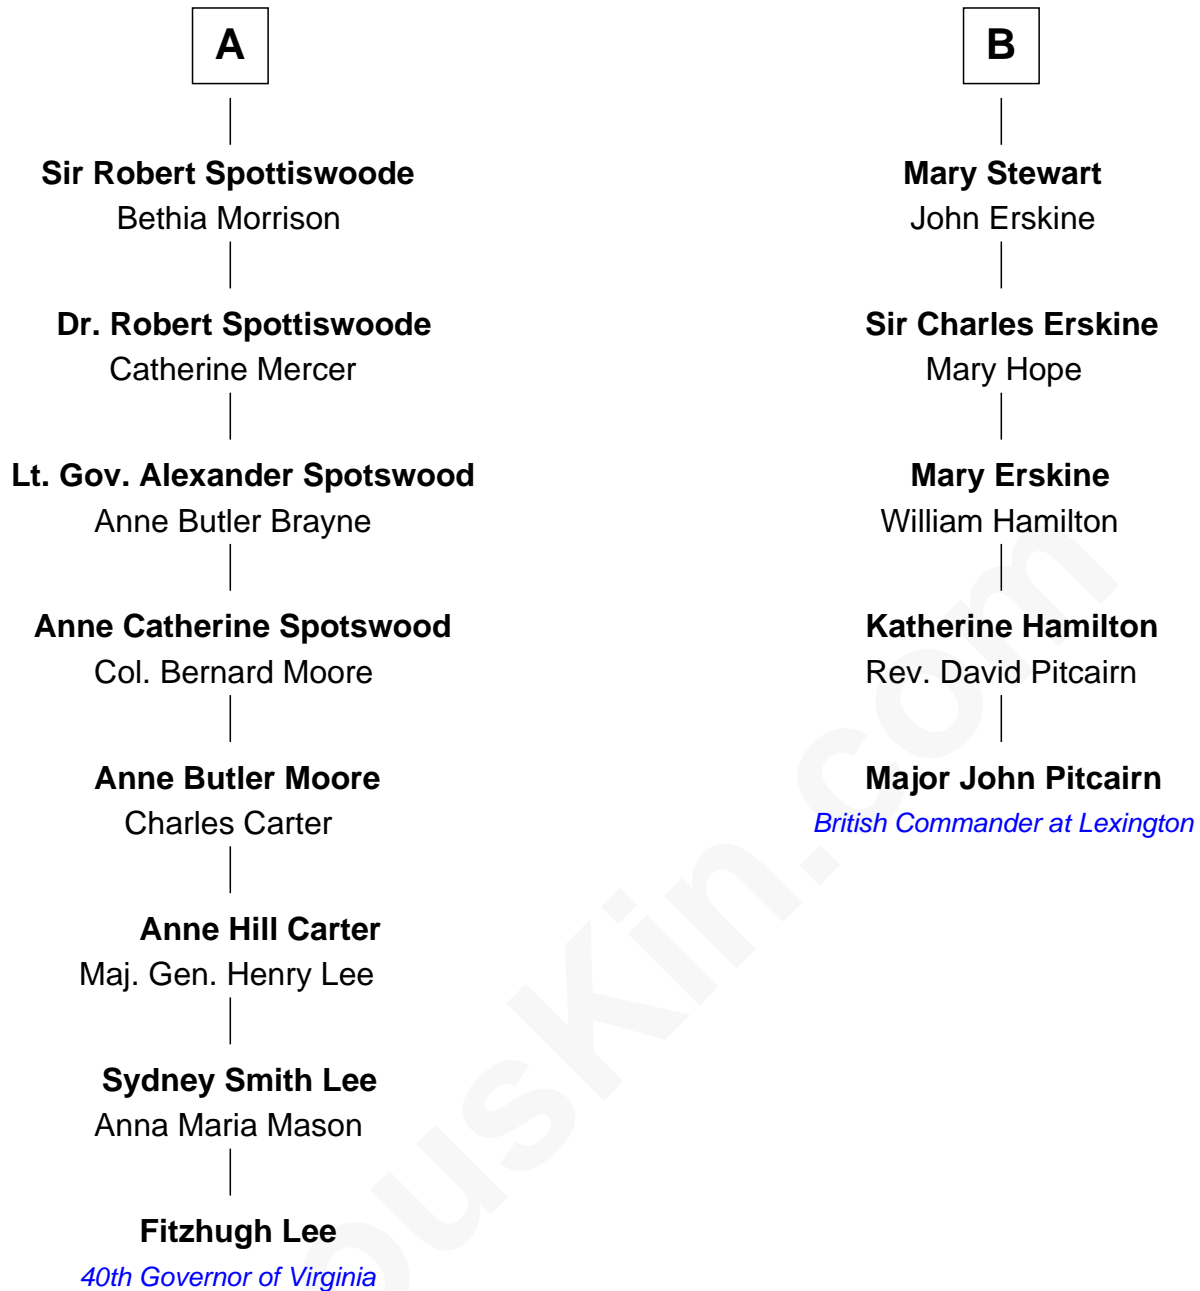 A
Sir Robert Spottiswoode
Bethia Morrison
Dr. Robert Spottiswoode
Catherine Mercer
Lt. Gov. Alexander Spotswood
Anne Butler Brayne
Anne Catherine Spotswood
Col. Bernard Moore
Anne Butler Moore
Charles Carter
Anne Hill Carter
Maj. Gen. Henry Lee
Sydney Smith Lee
Anna Maria Mason
Fitzhugh Lee
40th Governor of Virginia
B
Mary Stewart
John Erskine
Sir Charles Erskine
Mary Hope
Mary Erskine
William Hamilton
Katherine Hamilton
Rev. David Pitcairn
Major John Pitcairn
British Commander at Lexington
ousKin.com